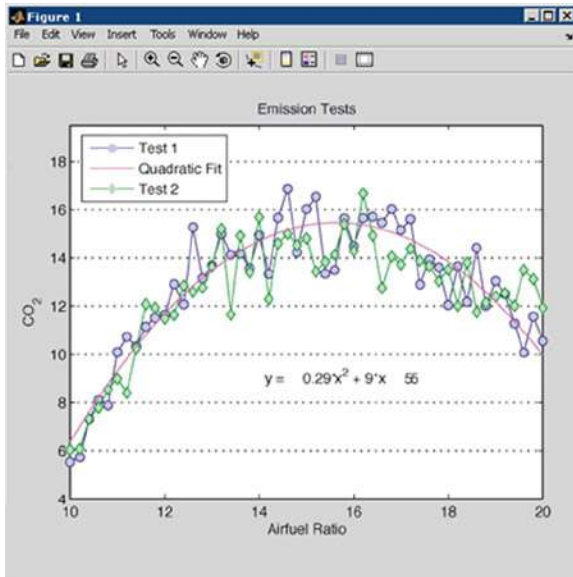 Figure 1
File Edit View Insert Tools Window Help
Emission Tests
Test 1
Quadratic Fit
Test 2
18
16
14
12
10
8
6
4
CO2
y = 0.29*x2 + 9*x 55
10 12 14 16 18 20
Airfuel Ratio